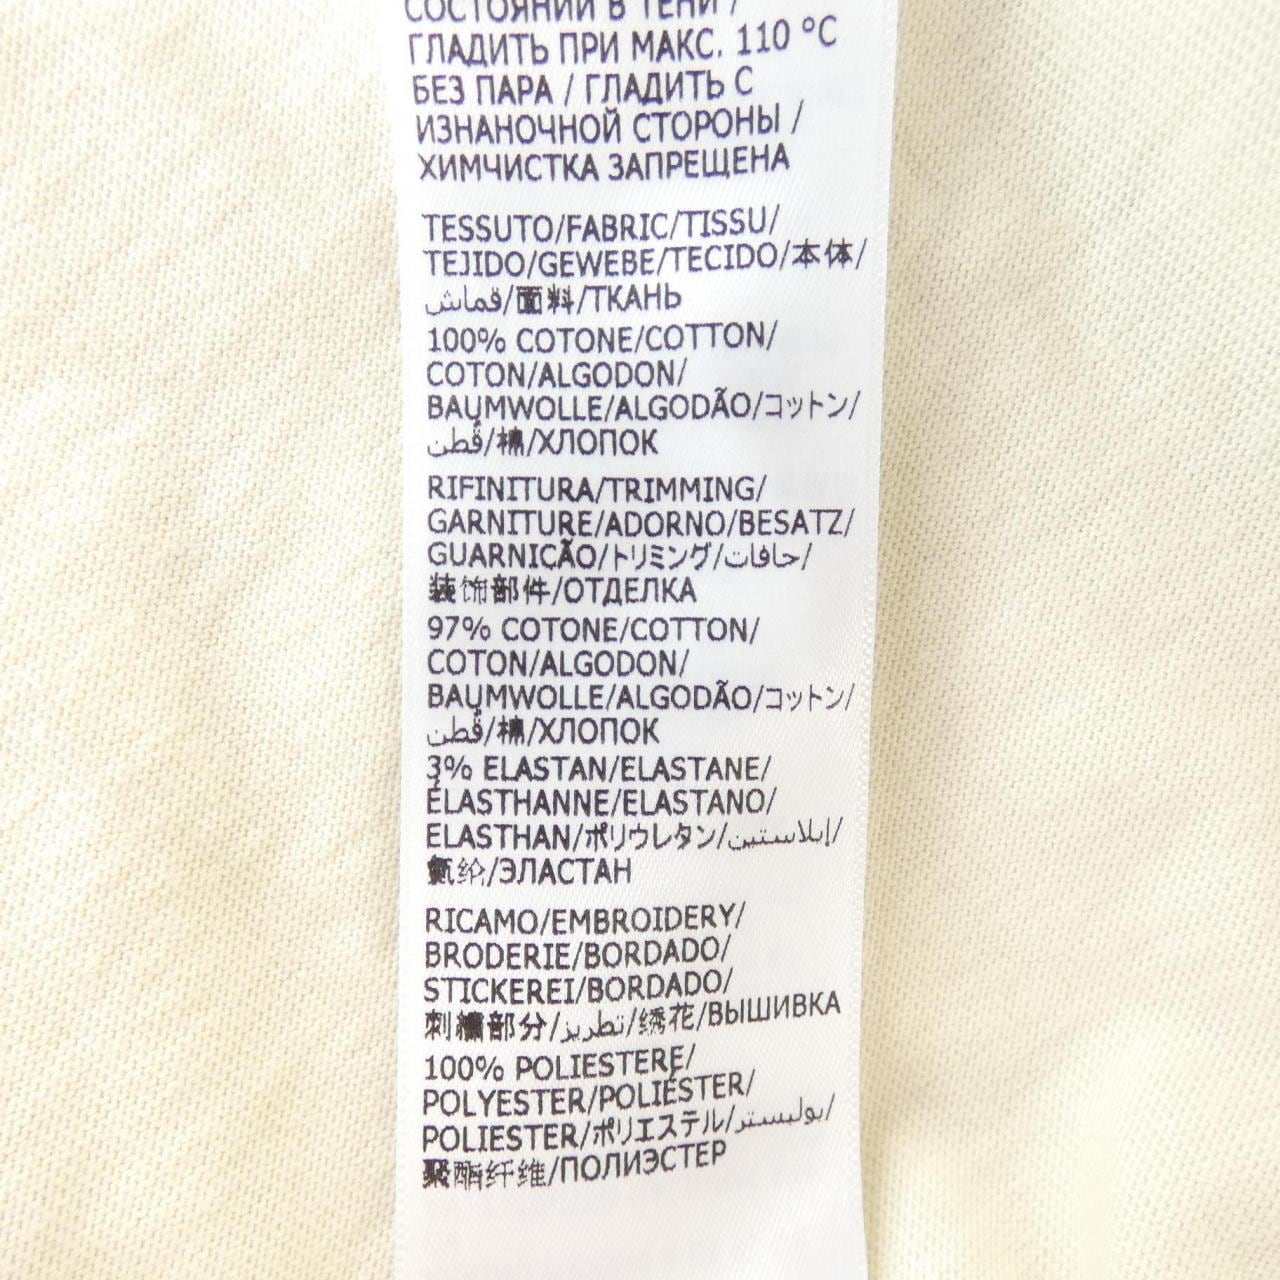 СОСТОЯНИИ В ТЕНИ /
ГЛАДИТЬ ПРИ МАКС. 110 °C
БЕЗ ПАРА / ГЛАДИТЬ С
ИЗНАНОЧНОЙ СТОРОНЫ /
ХИМЧИСТКА ЗАПРЕЩЕНА
TESSUTO/FABRIC/TISSU/
TEJIDO/GEWEBE/TECIDO/本体/
قماش/面料/ТКАНЬ
100% COTONE/COTTON/
COTON/ALGODON/
BAUMWOLLE/ALGODÃO/コットン/
قُطن/棉/ХЛОПОК
RIFINITURA/TRIMMING/
GARNITURE/ADORNO/BESATZ/
GUARNICÃO/トリミング/حافات/
装饰部件/ОТДЕЛКА
97% COTONE/COTTON/
COTON/ALGODON/
BAUMWOLLE/ALGODÃO/コットン/
قُطن/棉/ХЛОПОК
3% ELASTAN/ELASTANE/
ÉLASTHANNE/ELASTANO/
ELASTHAN/ポリウレタン/إيلاستين/
氨纶/ЭЛАСТАН
RICAMO/EMBROIDERY/
BRODERIE/BORDADO/
STICKEREI/BORDADO/
刺繍部分/تطريز/绣花/ВЫШИВКА
100% POLIESTERE/
POLYESTER/POLIÉSTER/
POLIESTER/ポリエステル/بوليستر/
聚酯纤维/ПОЛИЭСТЕР